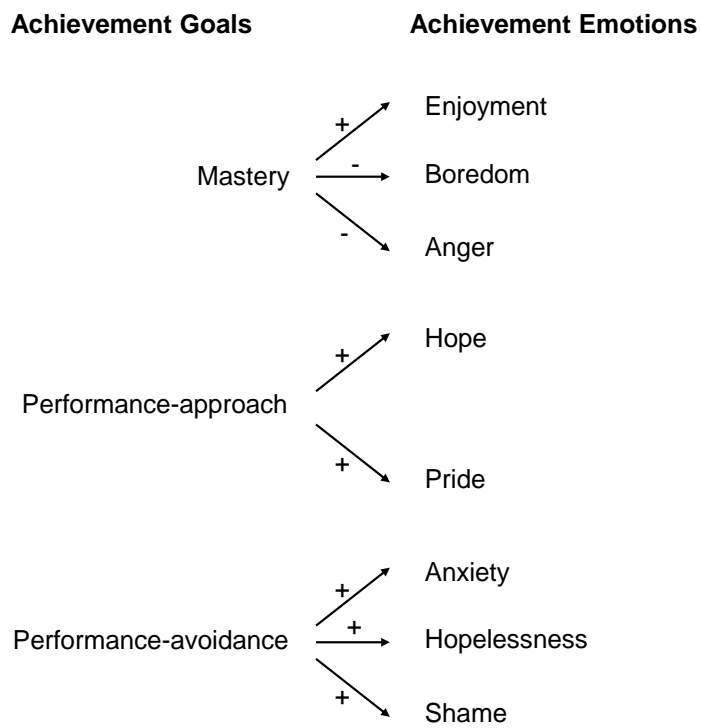 Achievement Goals Achievement Emotions
+ Enjoyment
Mastery - Boredom
- Anger
+ Hope
Performance-approach
+ Pride
+ Anxiety
Performance-avoidance + Hopelessness
+ Shame